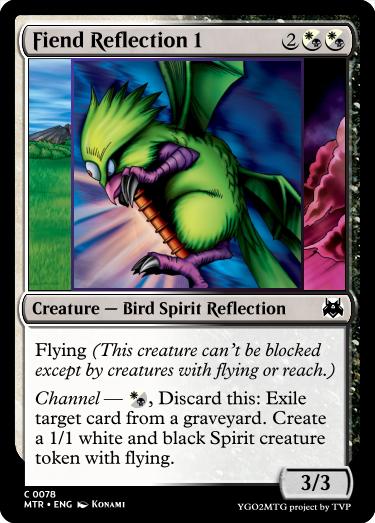 Fiend Reflection 1 2
Creature — Bird Spirit Reflection
Flying (This creature can't be blocked
except by creatures with flying or reach.)
Channel — , Discard this: Exile
target card from a graveyard. Create
a 1/1 white and black Spirit creature
token with flying.
3/3
C 0078
MTR • ENG Konami
YGO2MTG project by TVP